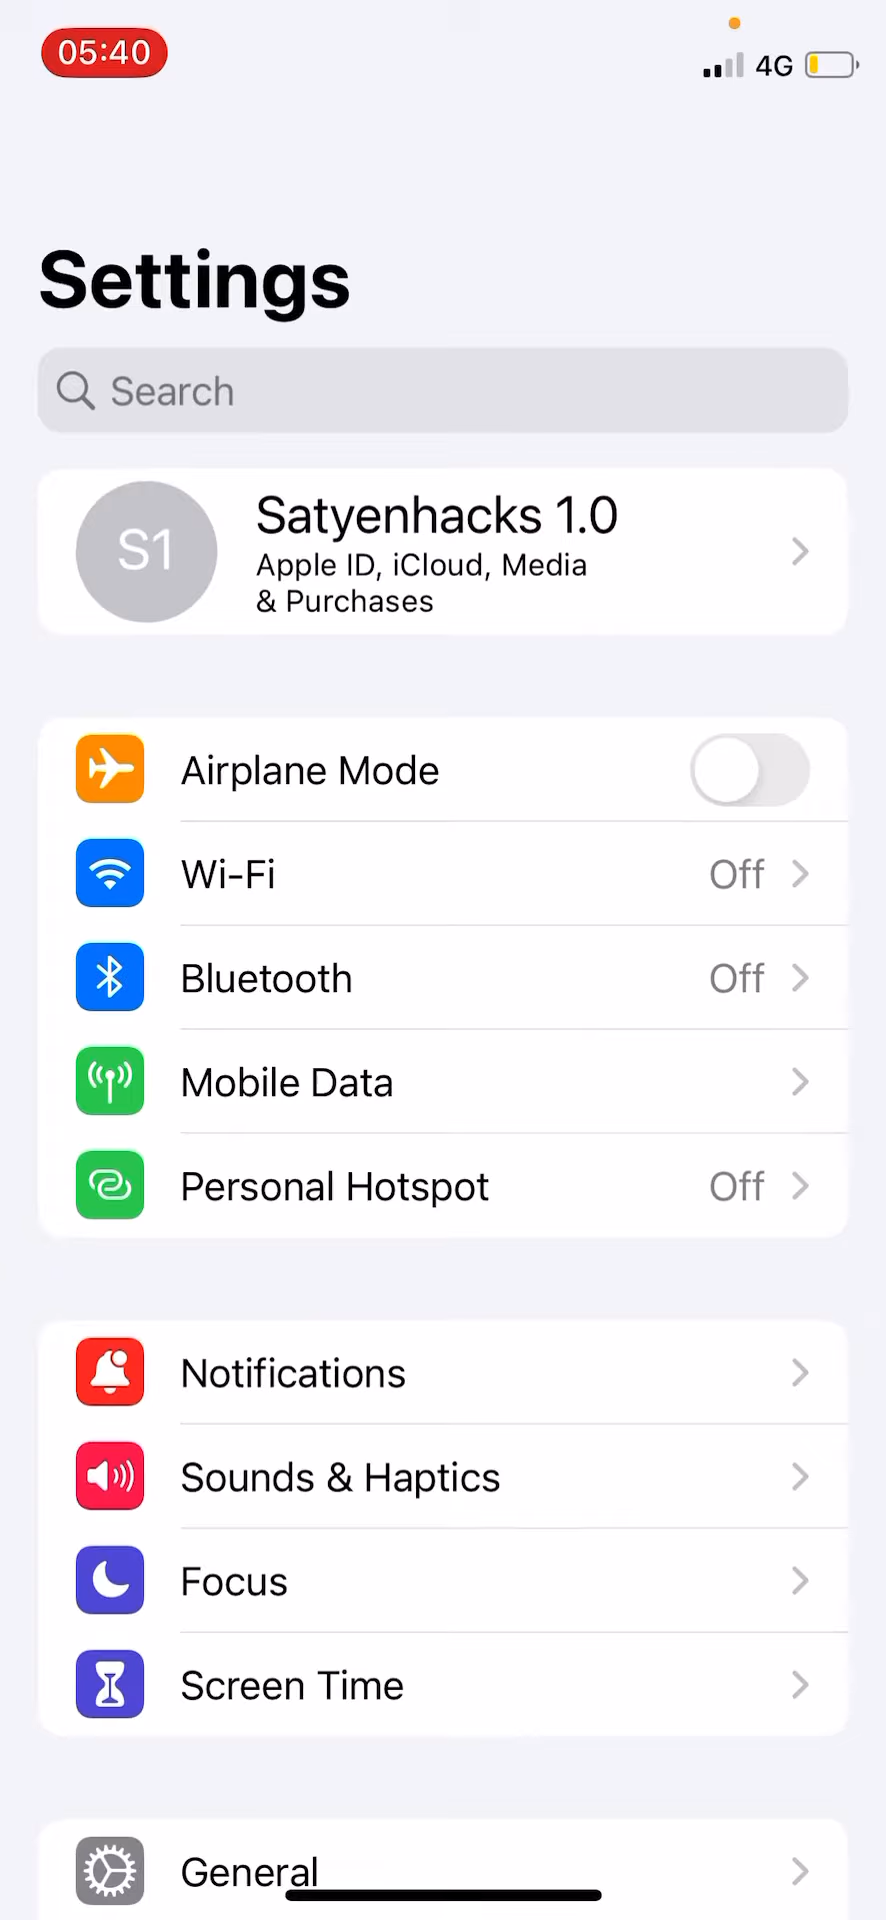 05:40
4G
Settings
Search
S1
Satyenhacks 1.0
Apple ID, iCloud, Media
& Purchases
Airplane Mode
Wi-Fi Off
Bluetooth Off
Mobile Data
Personal Hotspot Off
Notifications
Sounds & Haptics
Focus
Screen Time
General